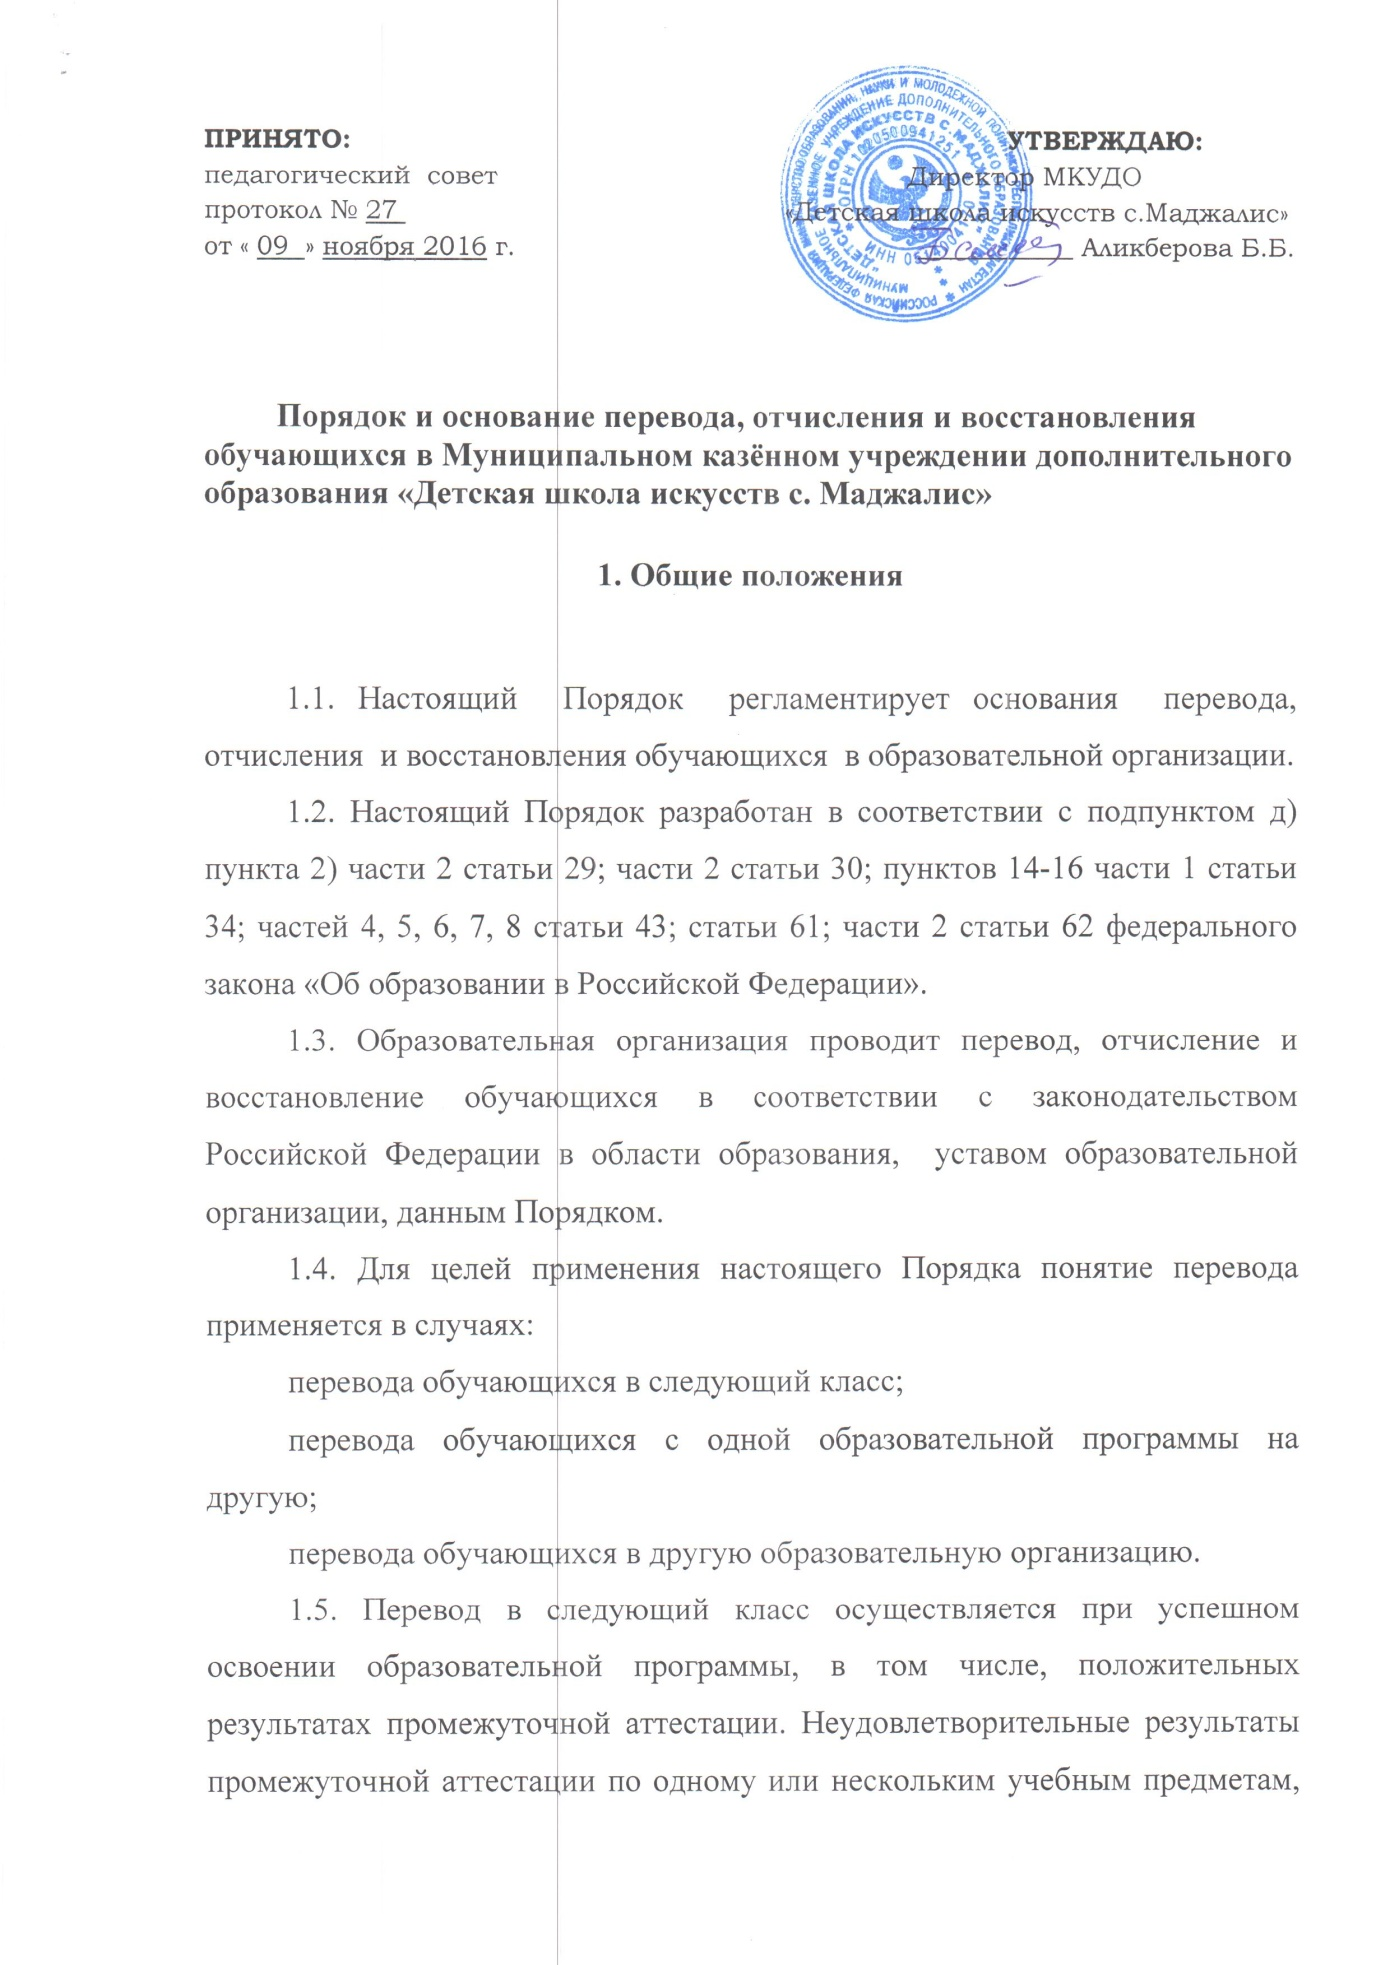 ПРИНЯТО:
педагогический совет
протокол № 27
от « 09 » ноября 2016 г.
УТВЕРЖДАЮ:
Директор МКУДО
«Детская школа искусств с.Маджалис»
Аликберова Б.Б.
Порядок и основание перевода, отчисления и восстановления
обучающихся в Муниципальном казённом учреждении дополнительного
образования «Детская школа искусств с. Маджалис»
1. Общие положения
1.1. Настоящий Порядок регламентирует основания перевода,
отчисления и восстановления обучающихся в образовательной организации.
1.2. Настоящий Порядок разработан в соответствии с подпунктом д)
пункта 2) части 2 статьи 29; части 2 статьи 30; пунктов 14-16 части 1 статьи
34; частей 4, 5, 6, 7, 8 статьи 43; статьи 61; части 2 статьи 62 федерального
закона «Об образовании в Российской Федерации».
1.3. Образовательная организация проводит перевод, отчисление и
восстановление обучающихся в соответствии с законодательством
Российской Федерации в области образования, уставом образовательной
организации, данным Порядком.
1.4. Для целей применения настоящего Порядка понятие перевода
применяется в случаях:
перевода обучающихся в следующий класс;
перевода обучающихся с одной образовательной программы на
другую;
перевода обучающихся в другую образовательную организацию.
1.5. Перевод в следующий класс осуществляется при успешном
освоении образовательной программы, в том числе, положительных
результатах промежуточной аттестации. Неудовлетворительные результаты
промежуточной аттестации по одному или нескольким учебным предметам,